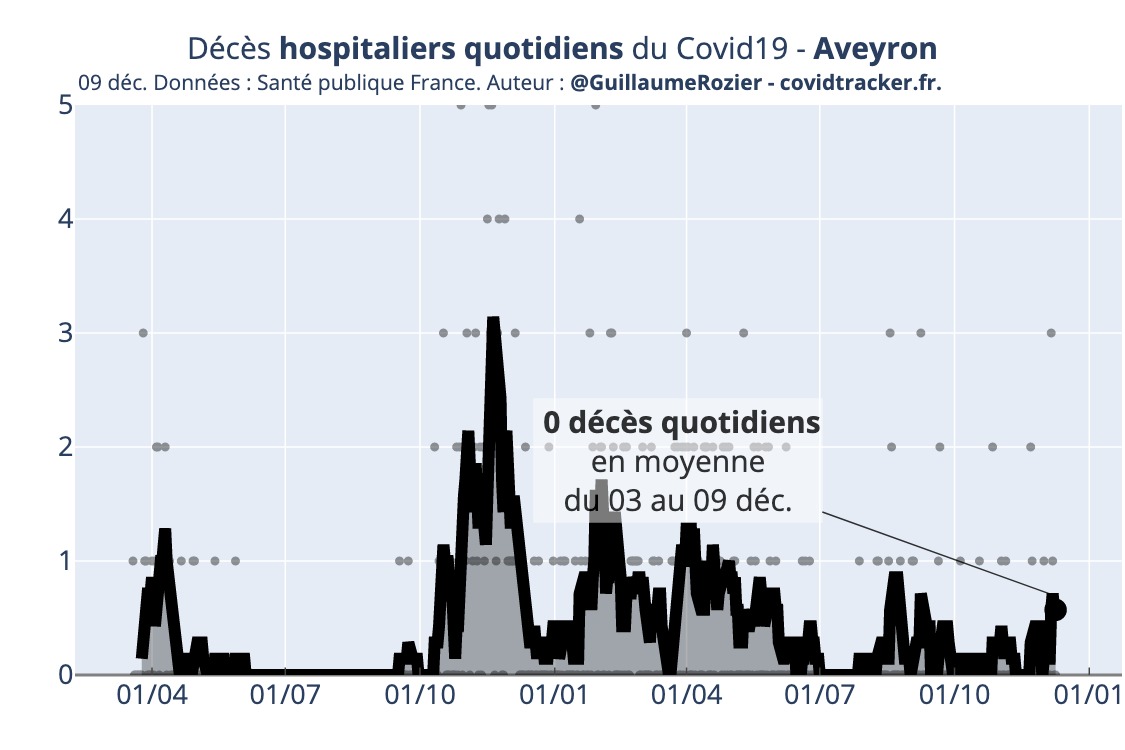 Décès hospitaliers quotidiens du Covid19 - Aveyron
09 déc. Données : Santé publique France. Auteur : @GuillaumeRozier - covidtracker.fr.
5
4
3
2
1
0
0 décès quotidiens
en moyenne
du 03 au 09 déc.
01/04 01/07 01/10 01/01 01/04 01/07 01/10 01/01